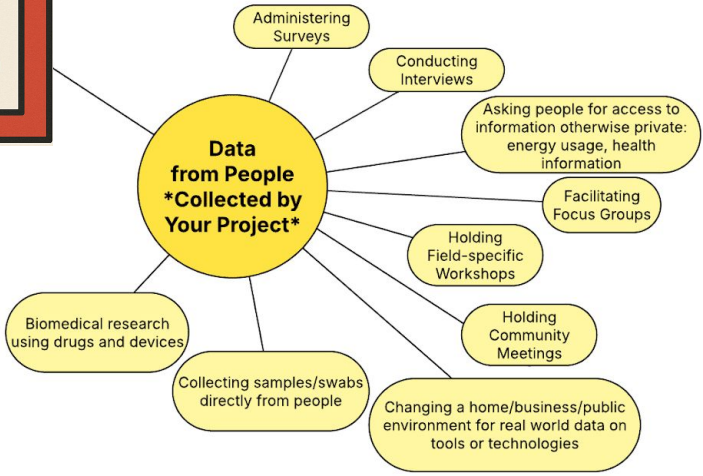 Administering
Surveys
Conducting
Interviews
Asking people for access to
information otherwise private:
energy usage, health
information
Data
from People
*Collected by
Your Project*
Facilitating
Focus Groups
Holding
Field-specific
Workshops
Holding
Community
Meetings
Biomedical research
using drugs and devices
Collecting samples/swabs
directly from people
Changing a home/business/public
environment for real world data on
tools or technologies